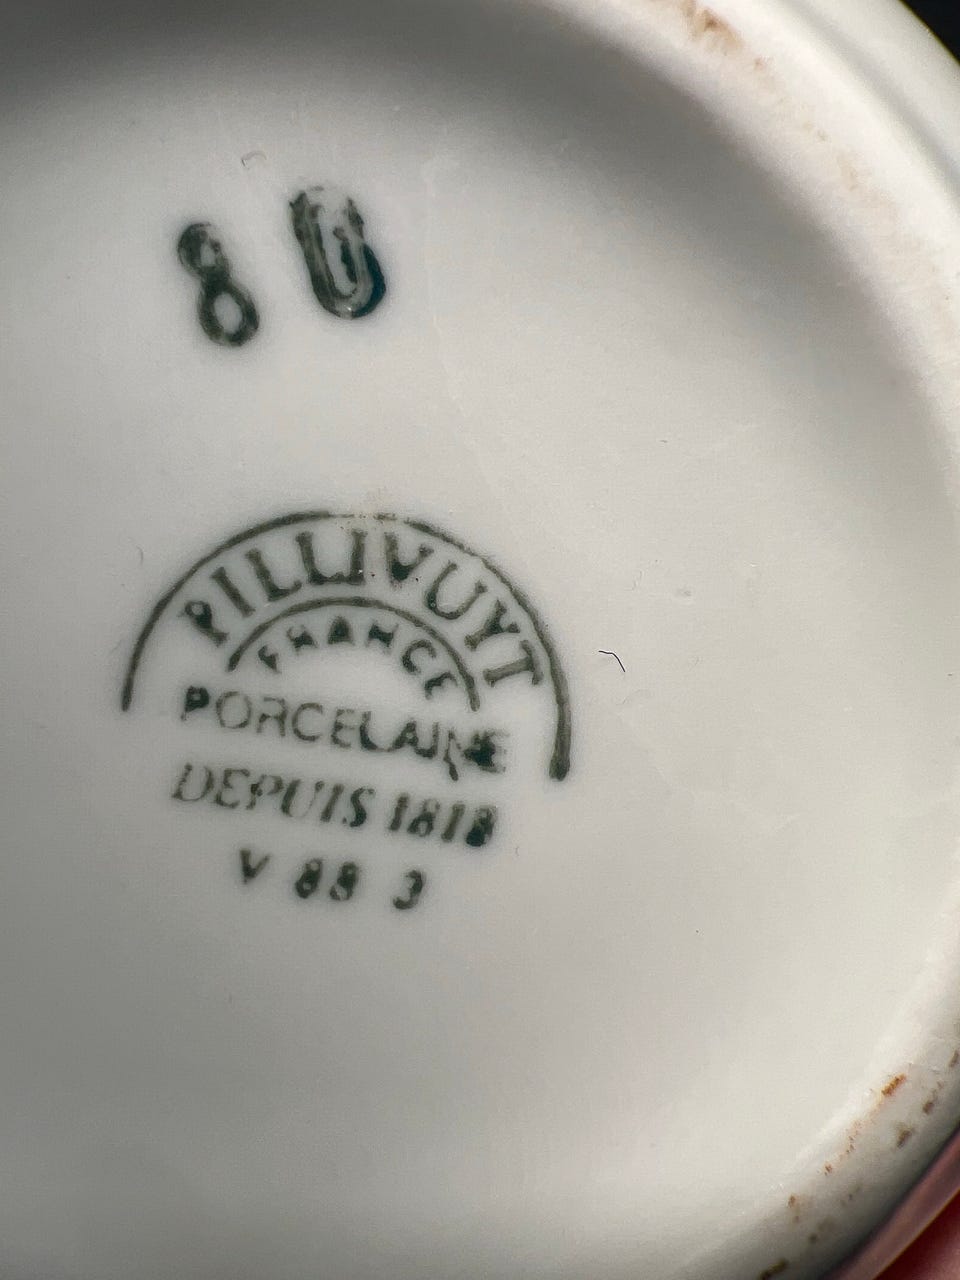 8 U
PILLIVUYT
FRANCE
PORCELAINE
DEPUIS 1818
V 88 3